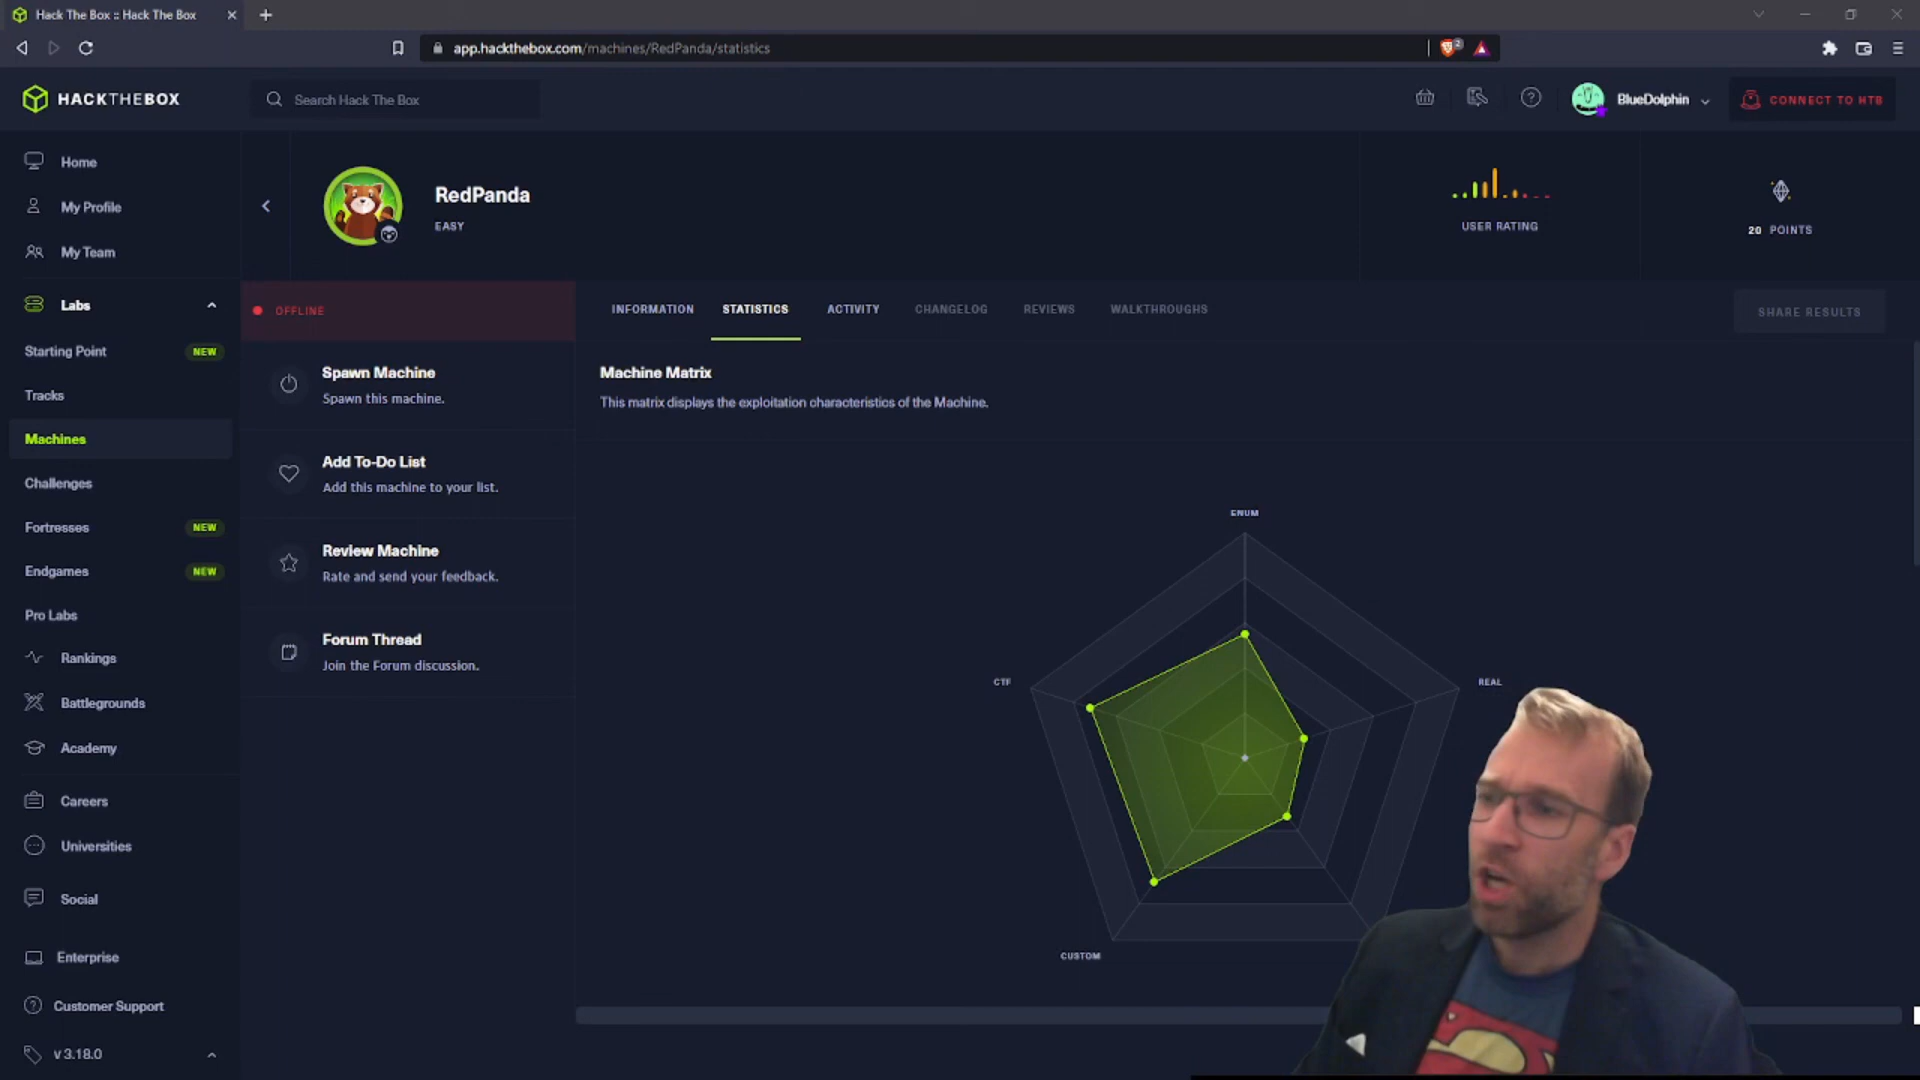 Hack The Box :: Hack The Box
app.hackthebox.com/machines/RedPanda/statistics
2
HACKTHEBOX
Search Hack The Box
BlueDolphin
CONNECT TO HTB
Home
My Profile
My Team
Labs
Starting Point NEW
Tracks
Machines
Challenges
Fortresses NEW
Endgames NEW
Pro Labs
Rankings
Battlegrounds
Academy
Careers
Universities
Social
Enterprise
Customer Support
v 3.18.0
RedPanda
EASY
USER RATING
20 POINTS
OFFLINE
Spawn Machine
Spawn this machine.
Add To-Do List
Add this machine to your list.
Review Machine
Rate and send your feedback.
Forum Thread
Join the Forum discussion.
INFORMATION STATISTICS ACTIVITY CHANGELOG REVIEWS WALKTHROUGHS
SHARE RESULTS
Machine Matrix
This matrix displays the exploitation characteristics of the Machine.
ENUM
CTF
REAL
CUSTOM